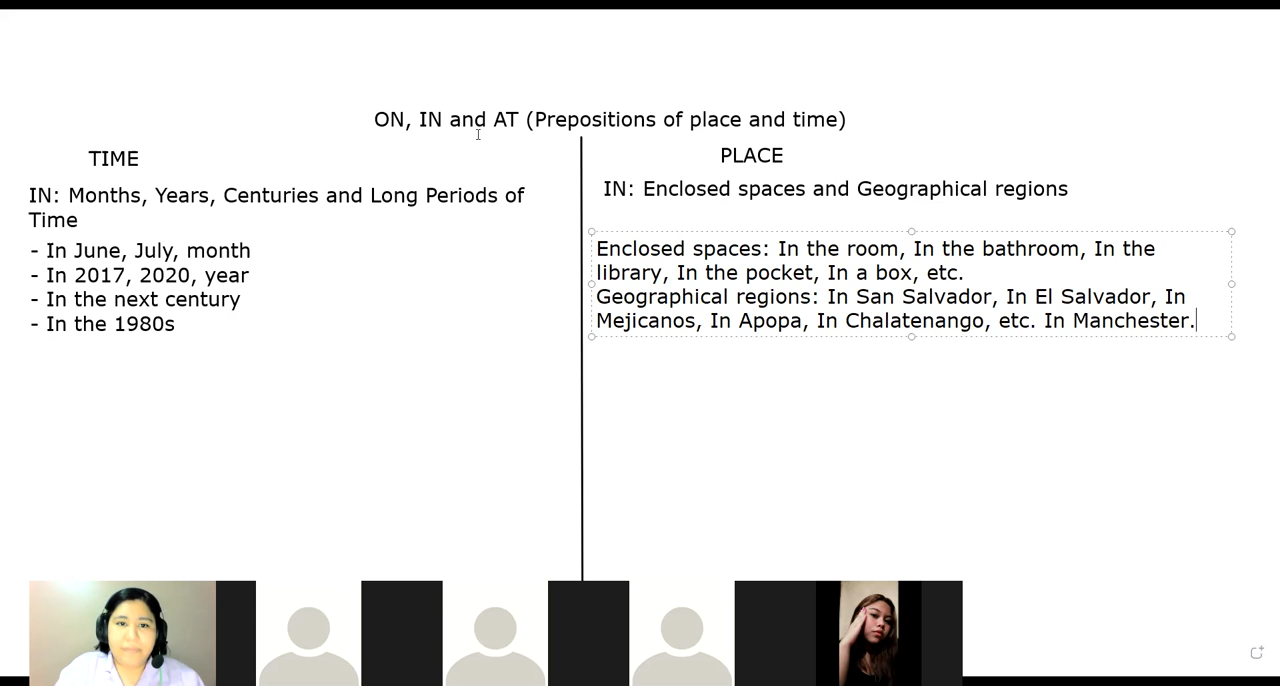 ON, IN and AT (Prepositions of place and time)
TIME
IN: Months, Years, Centuries and Long Periods of
Time
- In June, July, month
- In 2017, 2020, year
- In the next century
- In the 1980s
PLACE
IN: Enclosed spaces and Geographical regions
Enclosed spaces: In the room, In the bathroom, In the
library, In the pocket, In a box, etc.
Geographical regions: In San Salvador, In El Salvador, In
Mejicanos, In Apopa, In Chalatenango, etc. In Manchester.